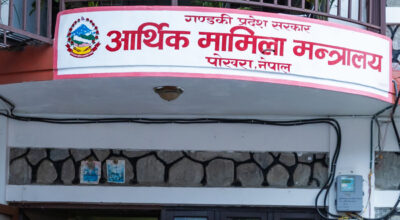 गण्डकी प्रदेश सरकार
आर्थिक मामिला मन्त्रालय
पोखरा, नेपाल